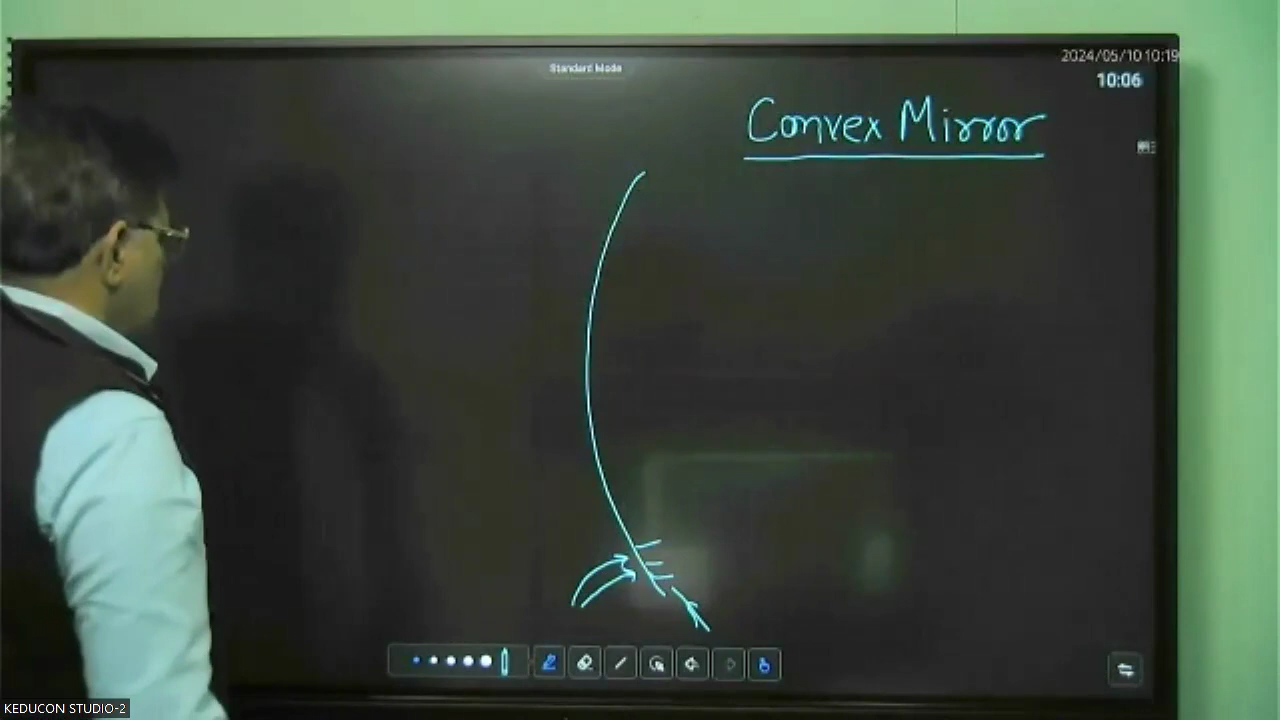 2024/05/10 10:19
Standard Mode
10:06
Convex Mirror
KEDUCON STUDIO-2